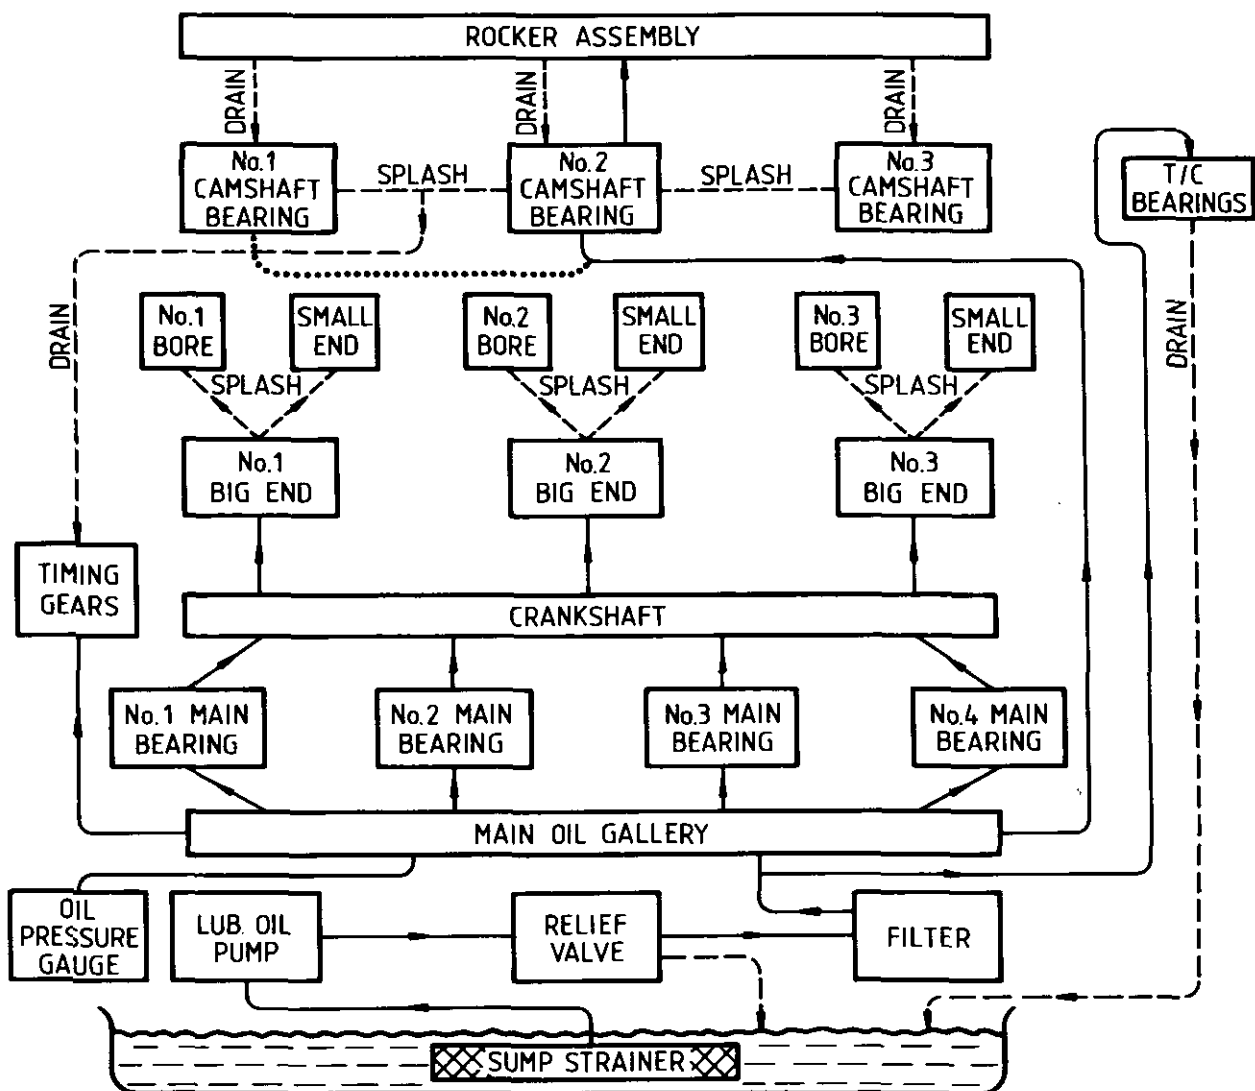 ROCKER ASSEMBLY
DRAIN
DRAIN
DRAIN
No.1
CAMSHAFT
BEARING
SPLASH
No.2
CAMSHAFT
BEARING
SPLASH
No.3
CAMSHAFT
BEARING
T/C
BEARINGS
DRAIN
DRAIN
No.1
BORE
SMALL
END
SPLASH
No.2
BORE
SMALL
END
SPLASH
No.3
BORE
SMALL
END
SPLASH
No.1
BIG END
No.2
BIG END
No.3
BIG END
TIMING
GEARS
CRANKSHAFT
No.1 MAIN
BEARING
No.2 MAIN
BEARING
No.3 MAIN
BEARING
No.4 MAIN
BEARING
MAIN OIL GALLERY
OIL
PRESSURE
GAUGE
LUB. OIL
PUMP
RELIEF
VALVE
FILTER
SUMP STRAINER